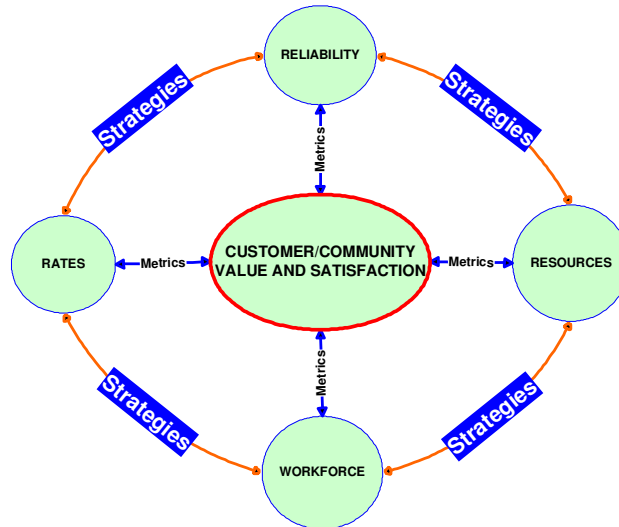 RELIABILITY
Strategies
Strategies
Metrics
RATES
Metrics
CUSTOMER/COMMUNITY
VALUE AND SATISFACTION
Metrics
RESOURCES
Metrics
Strategies
Strategies
WORKFORCE